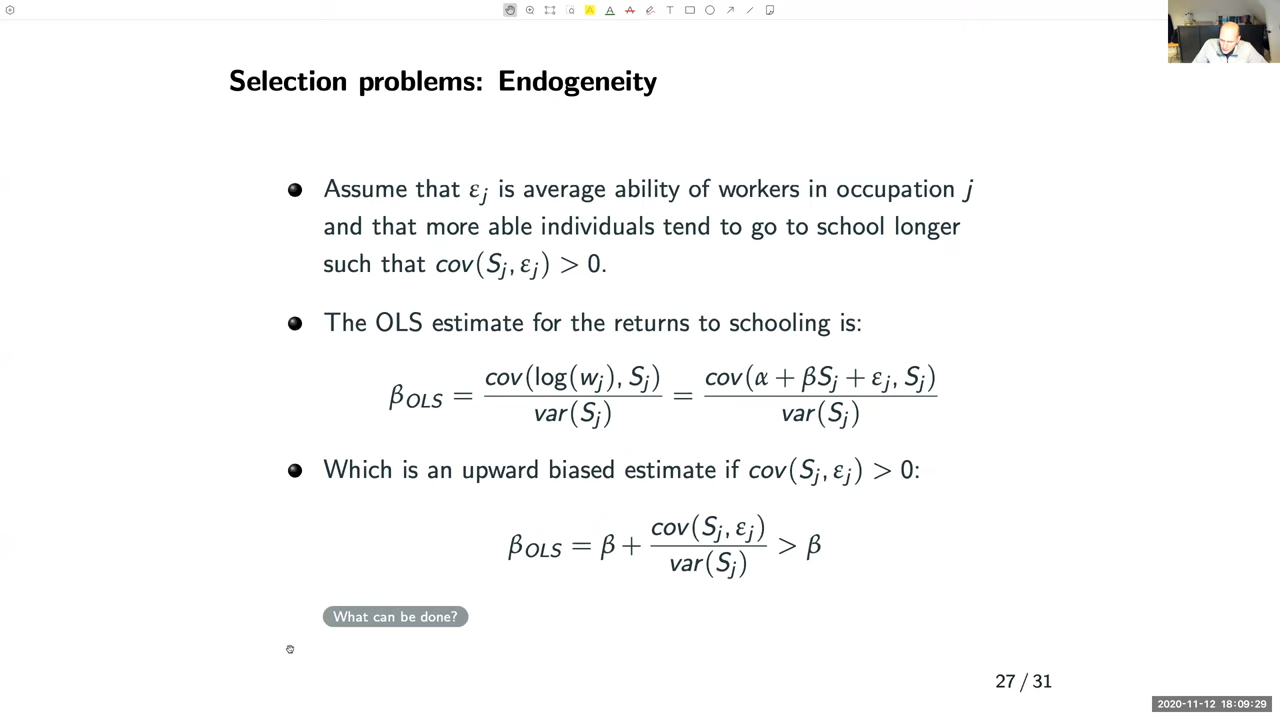 Selection problems: Endogeneity
Assume that εj is average ability of workers in occupation j
and that more able individuals tend to go to school longer
such that cov(Sj, εj) > 0.
The OLS estimate for the returns to schooling is:
βOLS = cov(log(wj), Sj) / var(Sj) = cov(α + βSj + εj, Sj) / var(Sj)
Which is an upward biased estimate if cov(Sj, εj) > 0:
βOLS = β + cov(Sj, εj) / var(Sj) > β
What can be done?
27 / 31
2020-11-12 18:09:29